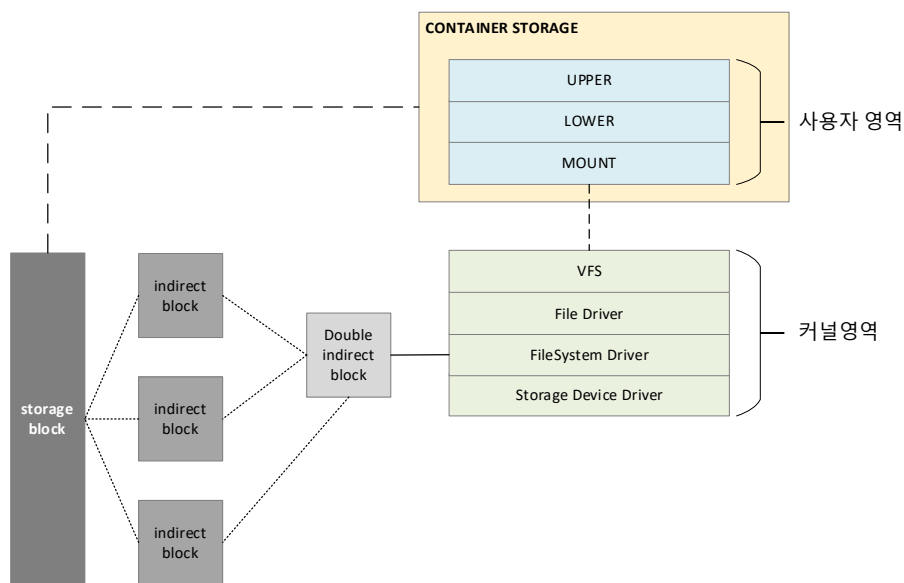 CONTAINER STORAGE
UPPER
LOWER
MOUNT
사용자 영역
VFS
File Driver
FileSystem Driver
Storage Device Driver
커널영역
indirect
block
Double
indirect
block
indirect
block
storage
block
indirect
block